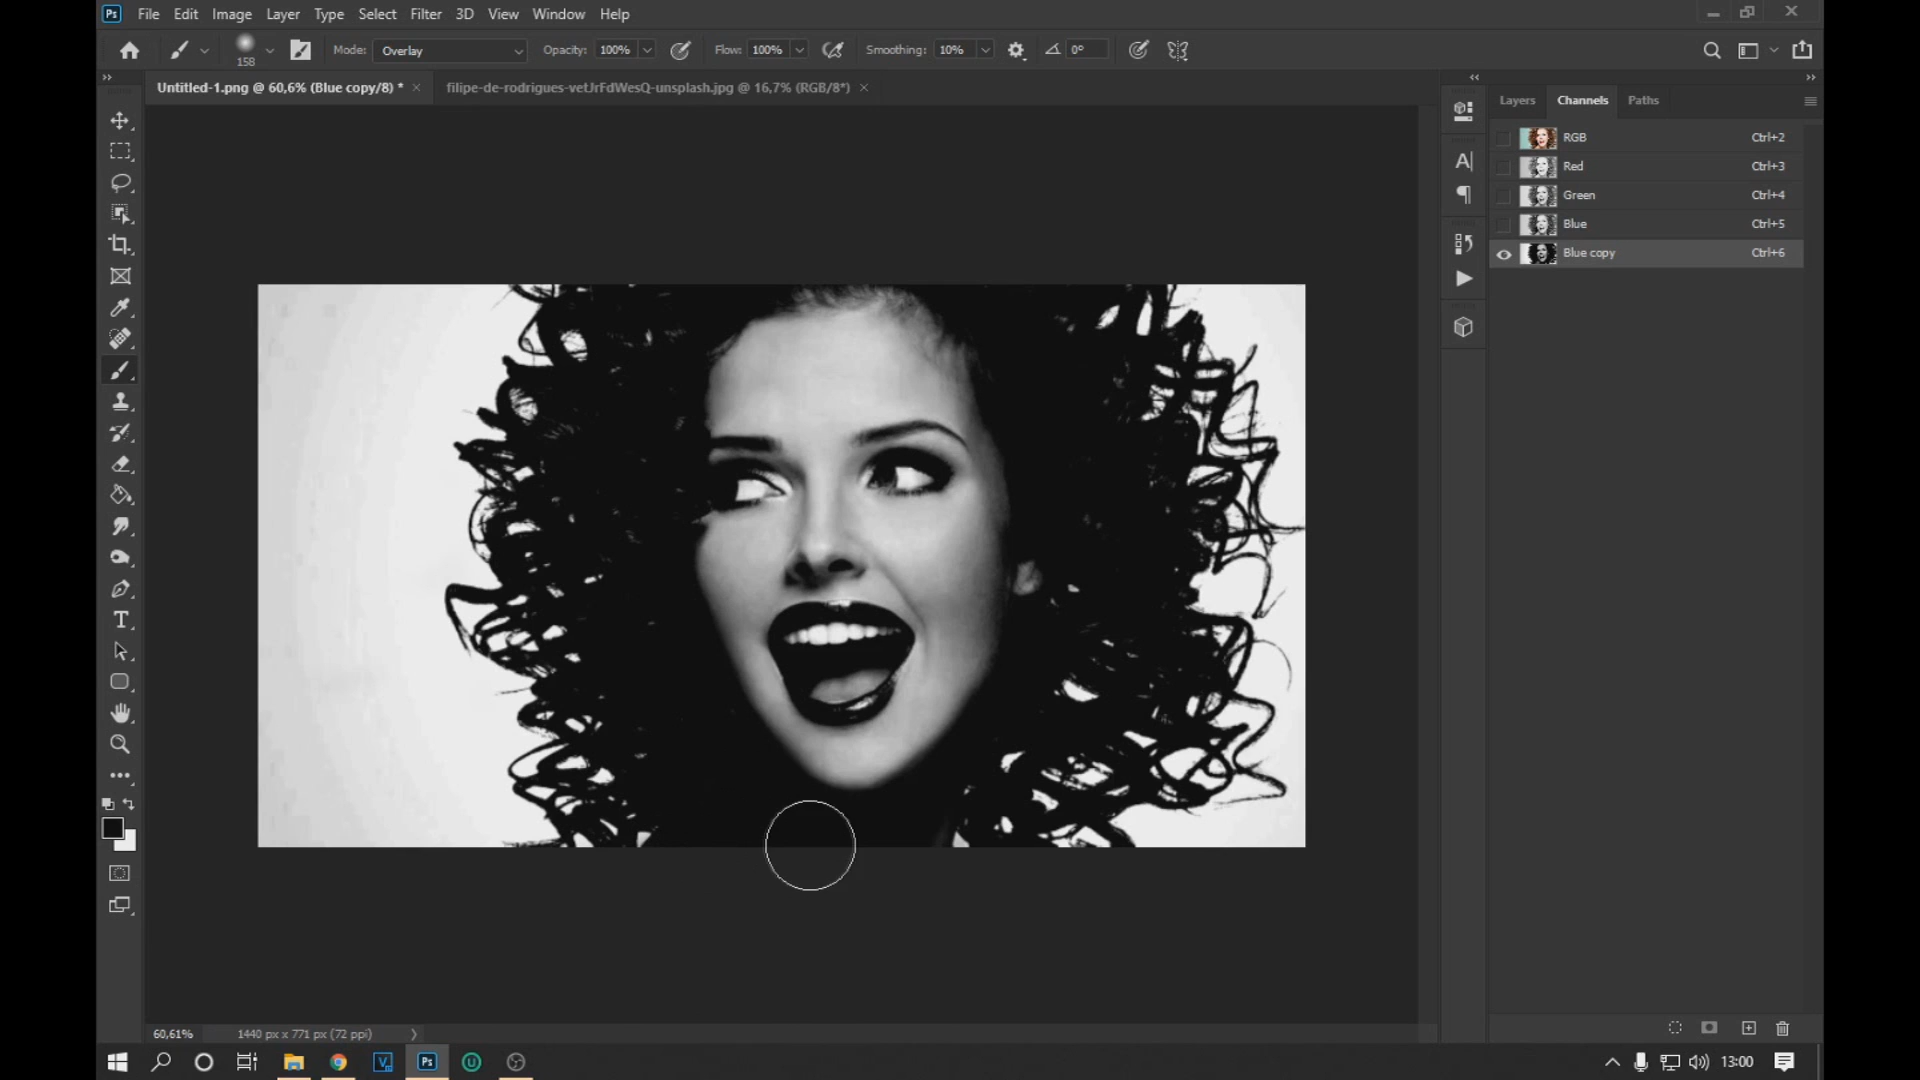 Ps File Edit Image Layer Type Select Filter 3D View Window Help
158 Mode: Overlay Opacity: 100% Flow: 100% Smoothing: 10% 0°
Untitled-1.png @ 60,6% (Blue copy/8) * × filipe-de-rodrigues-vetJrFdWesQ-unsplash.jpg @ 16,7% (RGB/8*) ×
Layers Channels Paths
RGB Ctrl+2
Red Ctrl+3
Green Ctrl+4
Blue Ctrl+5
Blue copy Ctrl+6
60,61% 1440 px x 771 px (72 ppi)
Ps 13:00